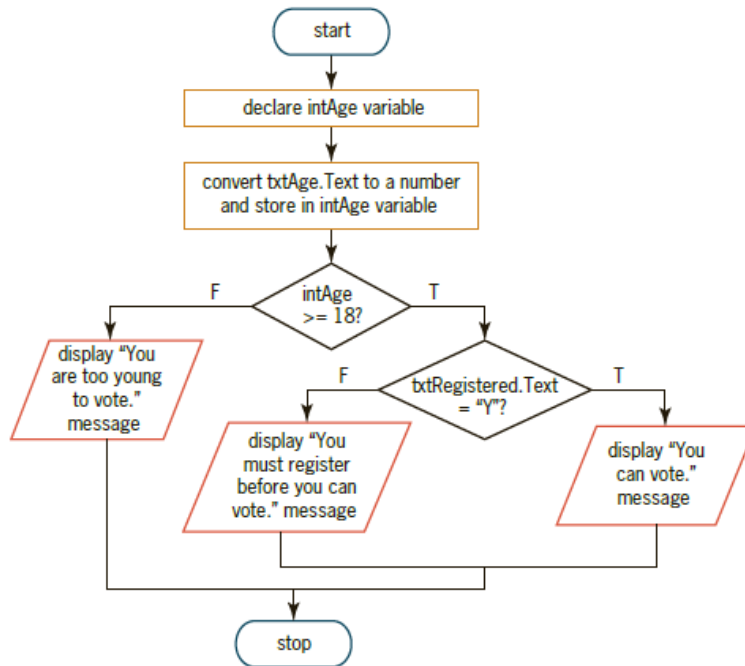 start
declare intAge variable
convert txtAge.Text to a number
and store in intAge variable
F
intAge
>= 18?
T
display “You
are too young
to vote.”
message
F
txtRegistered.Text
= “Y”?
T
display “You
must register
before you can
vote.” message
display “You
can vote.”
message
stop